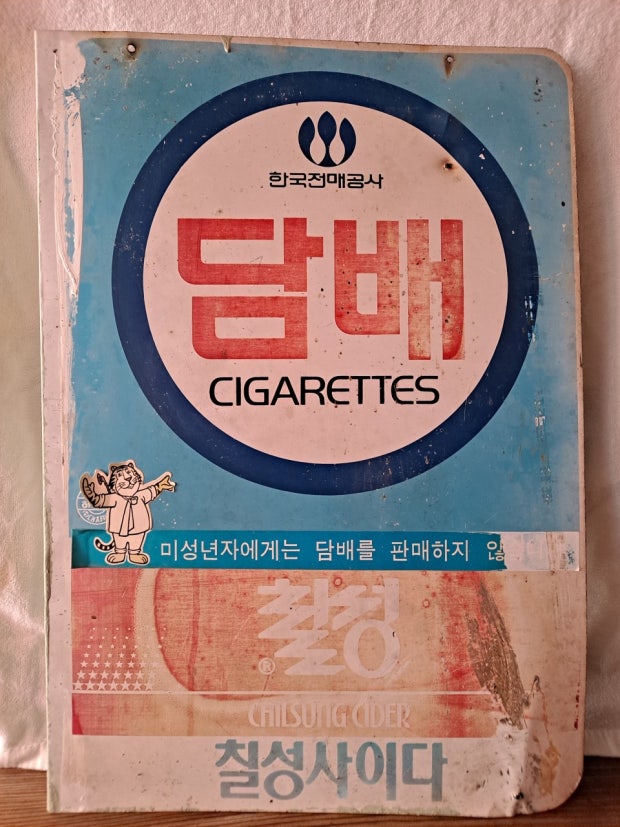 한국전매공사
담배
CIGARETTES
미성년자에게는 담배를 판매하지
칠성
®
CHILSUNG CIDER
칠성사이다